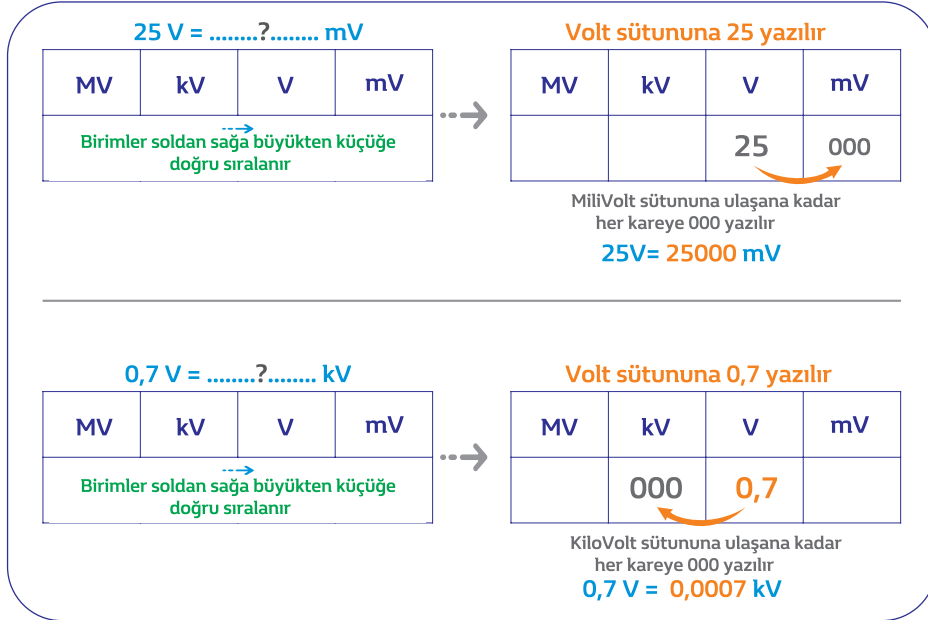 25 V = ........?........ mV
MV kV V mV
Birimler soldan sağa büyükten küçüğe
doğru sıralanır
Volt sütununa 25 yazılır
MV kV V mV
25 000
MiliVolt sütununa ulaşana kadar
her kareye 000 yazılır
25V= 25000 mV
0,7 V = ........?........ kV
MV kV V mV
Birimler soldan sağa büyükten küçüğe
doğru sıralanır
Volt sütununa 0,7 yazılır
MV kV V mV
000 0,7
KiloVolt sütununa ulaşana kadar
her kareye 000 yazılır
0,7 V = 0,0007 kV